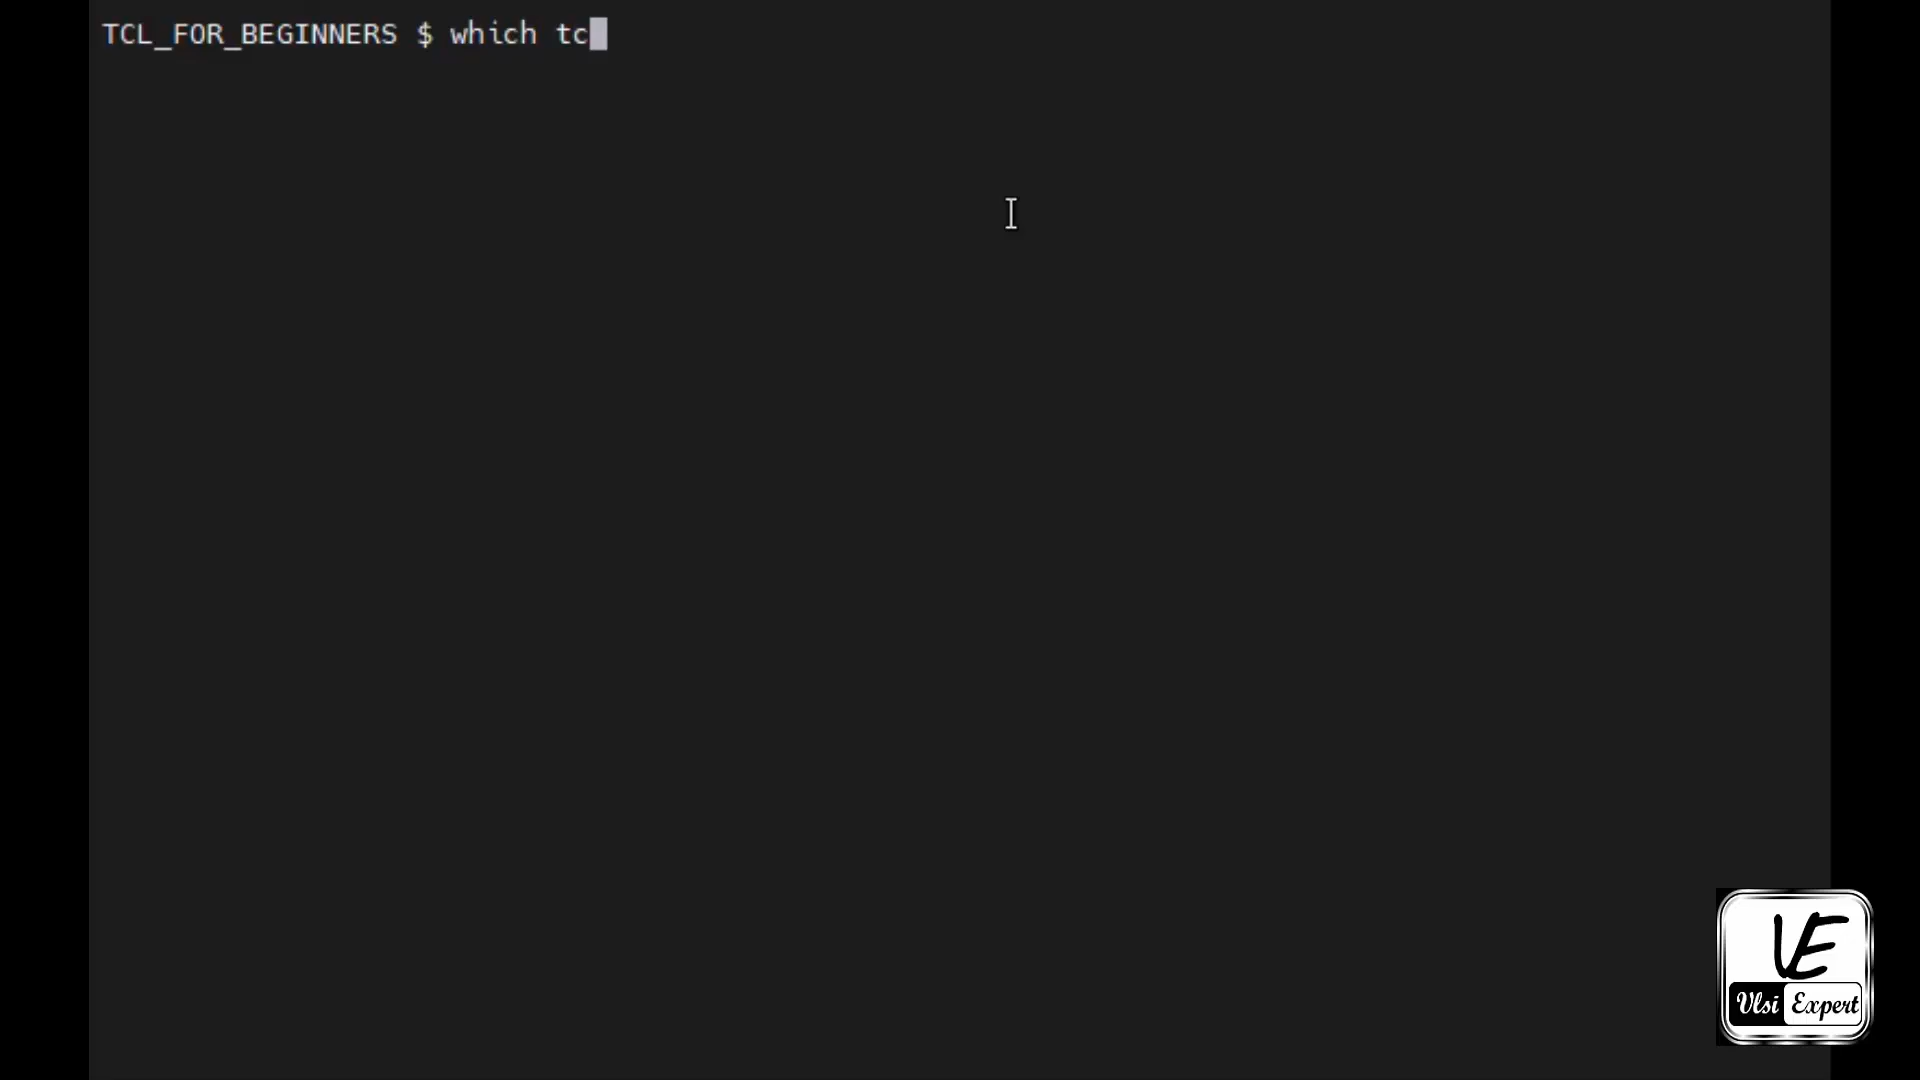 TCL_FOR_BEGINNERS $ which tc
VE
Vlsi Expert